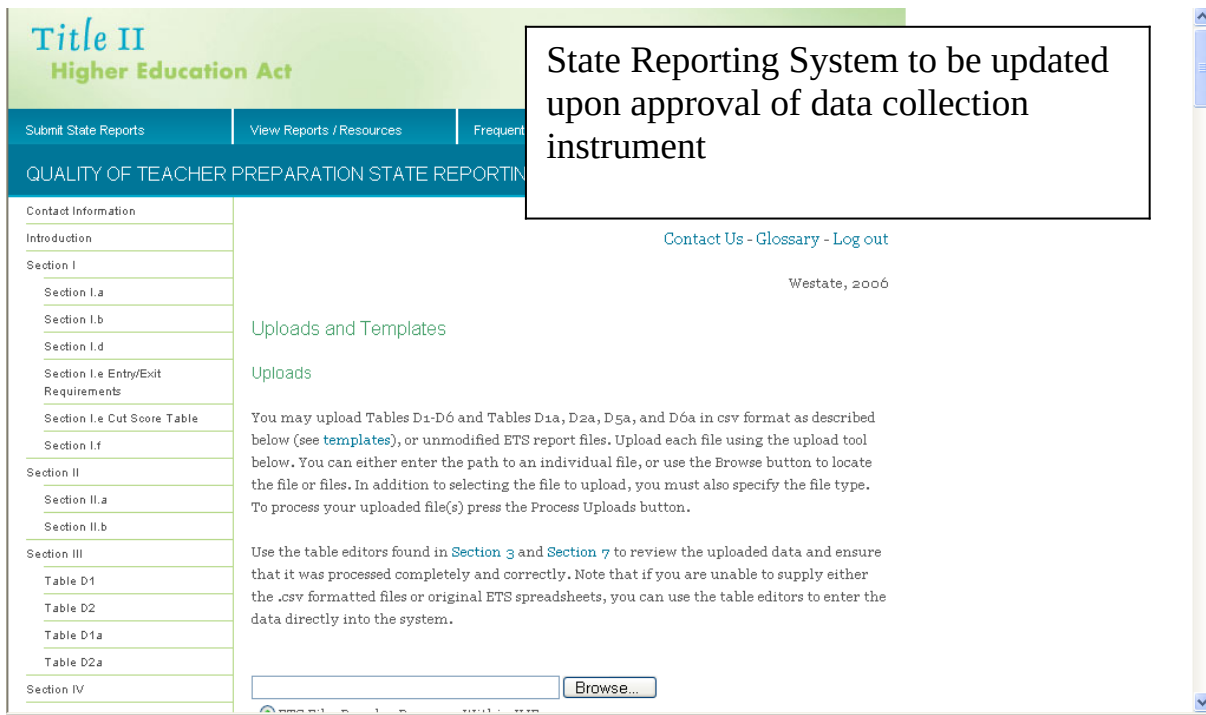 Title II
Higher Education Act
State Reporting System to be updated
upon approval of data collection
instrument
Submit State Reports
View Reports / Resources
Frequent
QUALITY OF TEACHER PREPARATION STATE REPORTIN
Contact Information
Introduction
Section I
Section I.a
Section I.b
Section I.d
Section I.e Entry/Exit
Requirements
Section I.e Cut Score Table
Section I.f
Section II
Section II.a
Section II.b
Section III
Table D1
Table D2
Table D1a
Table D2a
Section IV
Contact Us - Glossary - Log out
Westate, 2006
Uploads and Templates
Uploads
You may upload Tables D1-D6 and Tables D1a, D2a, D5a, and D6a in csv format as described
below (see templates), or unmodified ETS report files. Upload each file using the upload tool
below. You can either enter the path to an individual file, or use the Browse button to locate
the file or files. In addition to selecting the file to upload, you must also specify the file type.
To process your uploaded file(s) press the Process Uploads button.
Use the table editors found in Section 3 and Section 7 to review the uploaded data and ensure
that it was processed completely and correctly. Note that if you are unable to supply either
the .csv formatted files or original ETS spreadsheets, you can use the table editors to enter the
data directly into the system.
Browse...